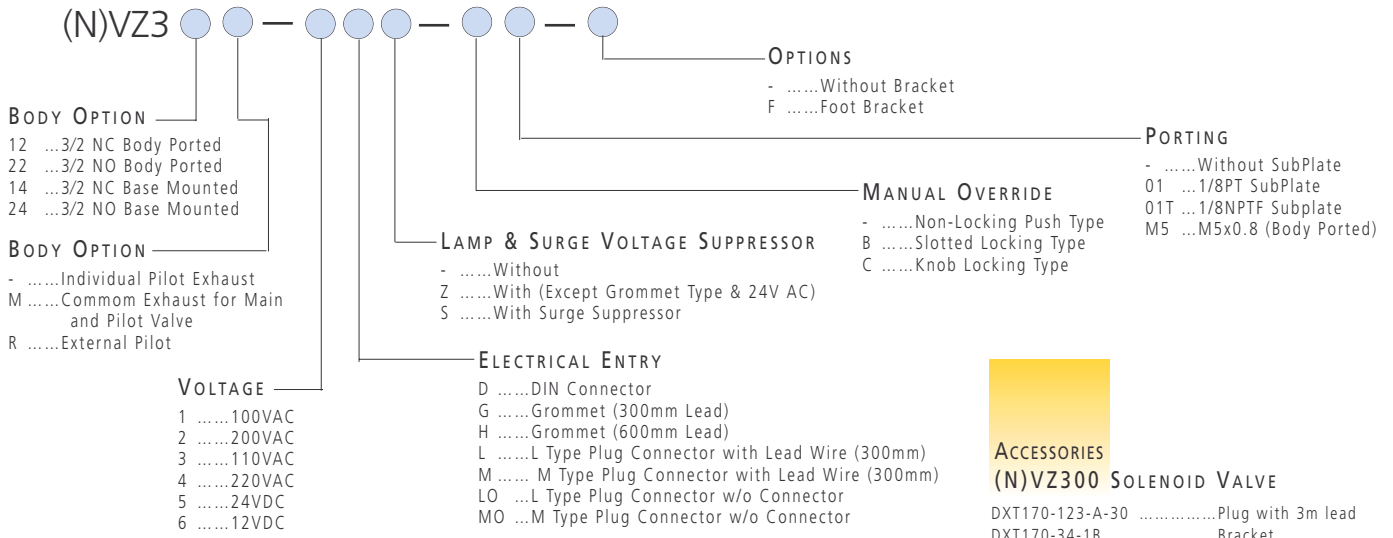 (N)VZ3 — — —
OPTIONS
- ......Without Bracket
F ......Foot Bracket
BODY OPTION
12 ...3/2 NC Body Ported
22 ...3/2 NO Body Ported
14 ...3/2 NC Base Mounted
24 ...3/2 NO Base Mounted
PORTING
- ......Without SubPlate
01 ...1/8PT SubPlate
01T ...1/8NPTF Subplate
M5 ...M5x0.8 (Body Ported)
MANUAL OVERRIDE
- ......Non-Locking Push Type
B ......Slotted Locking Type
C ......Knob Locking Type
BODY OPTION
- ......Individual Pilot Exhaust
M ......Commom Exhaust for Main
and Pilot Valve
R ......External Pilot
LAMP & SURGE VOLTAGE SUPPRESSOR
- ......Without
Z ......With (Except Grommet Type & 24V AC)
S ......With Surge Suppressor
VOLTAGE
1 ......100VAC
2 ......200VAC
3 ......110VAC
4 ......220VAC
5 ......24VDC
6 ......12VDC
ELECTRICAL ENTRY
D ......DIN Connector
G ......Grommet (300mm Lead)
H ......Grommet (600mm Lead)
L ......L Type Plug Connector with Lead Wire (300mm)
M ...... M Type Plug Connector with Lead Wire (300mm)
LO ...L Type Plug Connector w/o Connector
MO ...M Type Plug Connector w/o Connector
ACCESSORIES
(N)VZ300 SOLENOID VALVE
DXT170-123-A-30 ...............Plug with 3m lead
DXT170-34-1B ...............Bracket